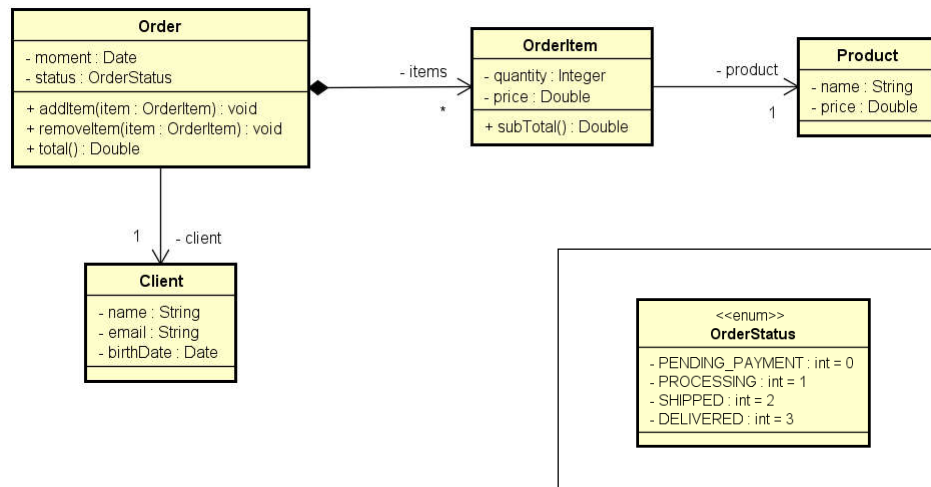 Order
- moment : Date
- status : OrderStatus
+ addItem(item : OrderItem) : void
+ removeItem(item : OrderItem) : void
+ total() : Double
- items
*
OrderItem
- quantity : Integer
- price : Double
+ subTotal() : Double
- product
1
Product
- name : String
- price : Double
1
- client
Client
- name : String
- email : String
- birthDate : Date
<<enum>>
OrderStatus
- PENDING_PAYMENT : int = 0
- PROCESSING : int = 1
- SHIPPED : int = 2
- DELIVERED : int = 3